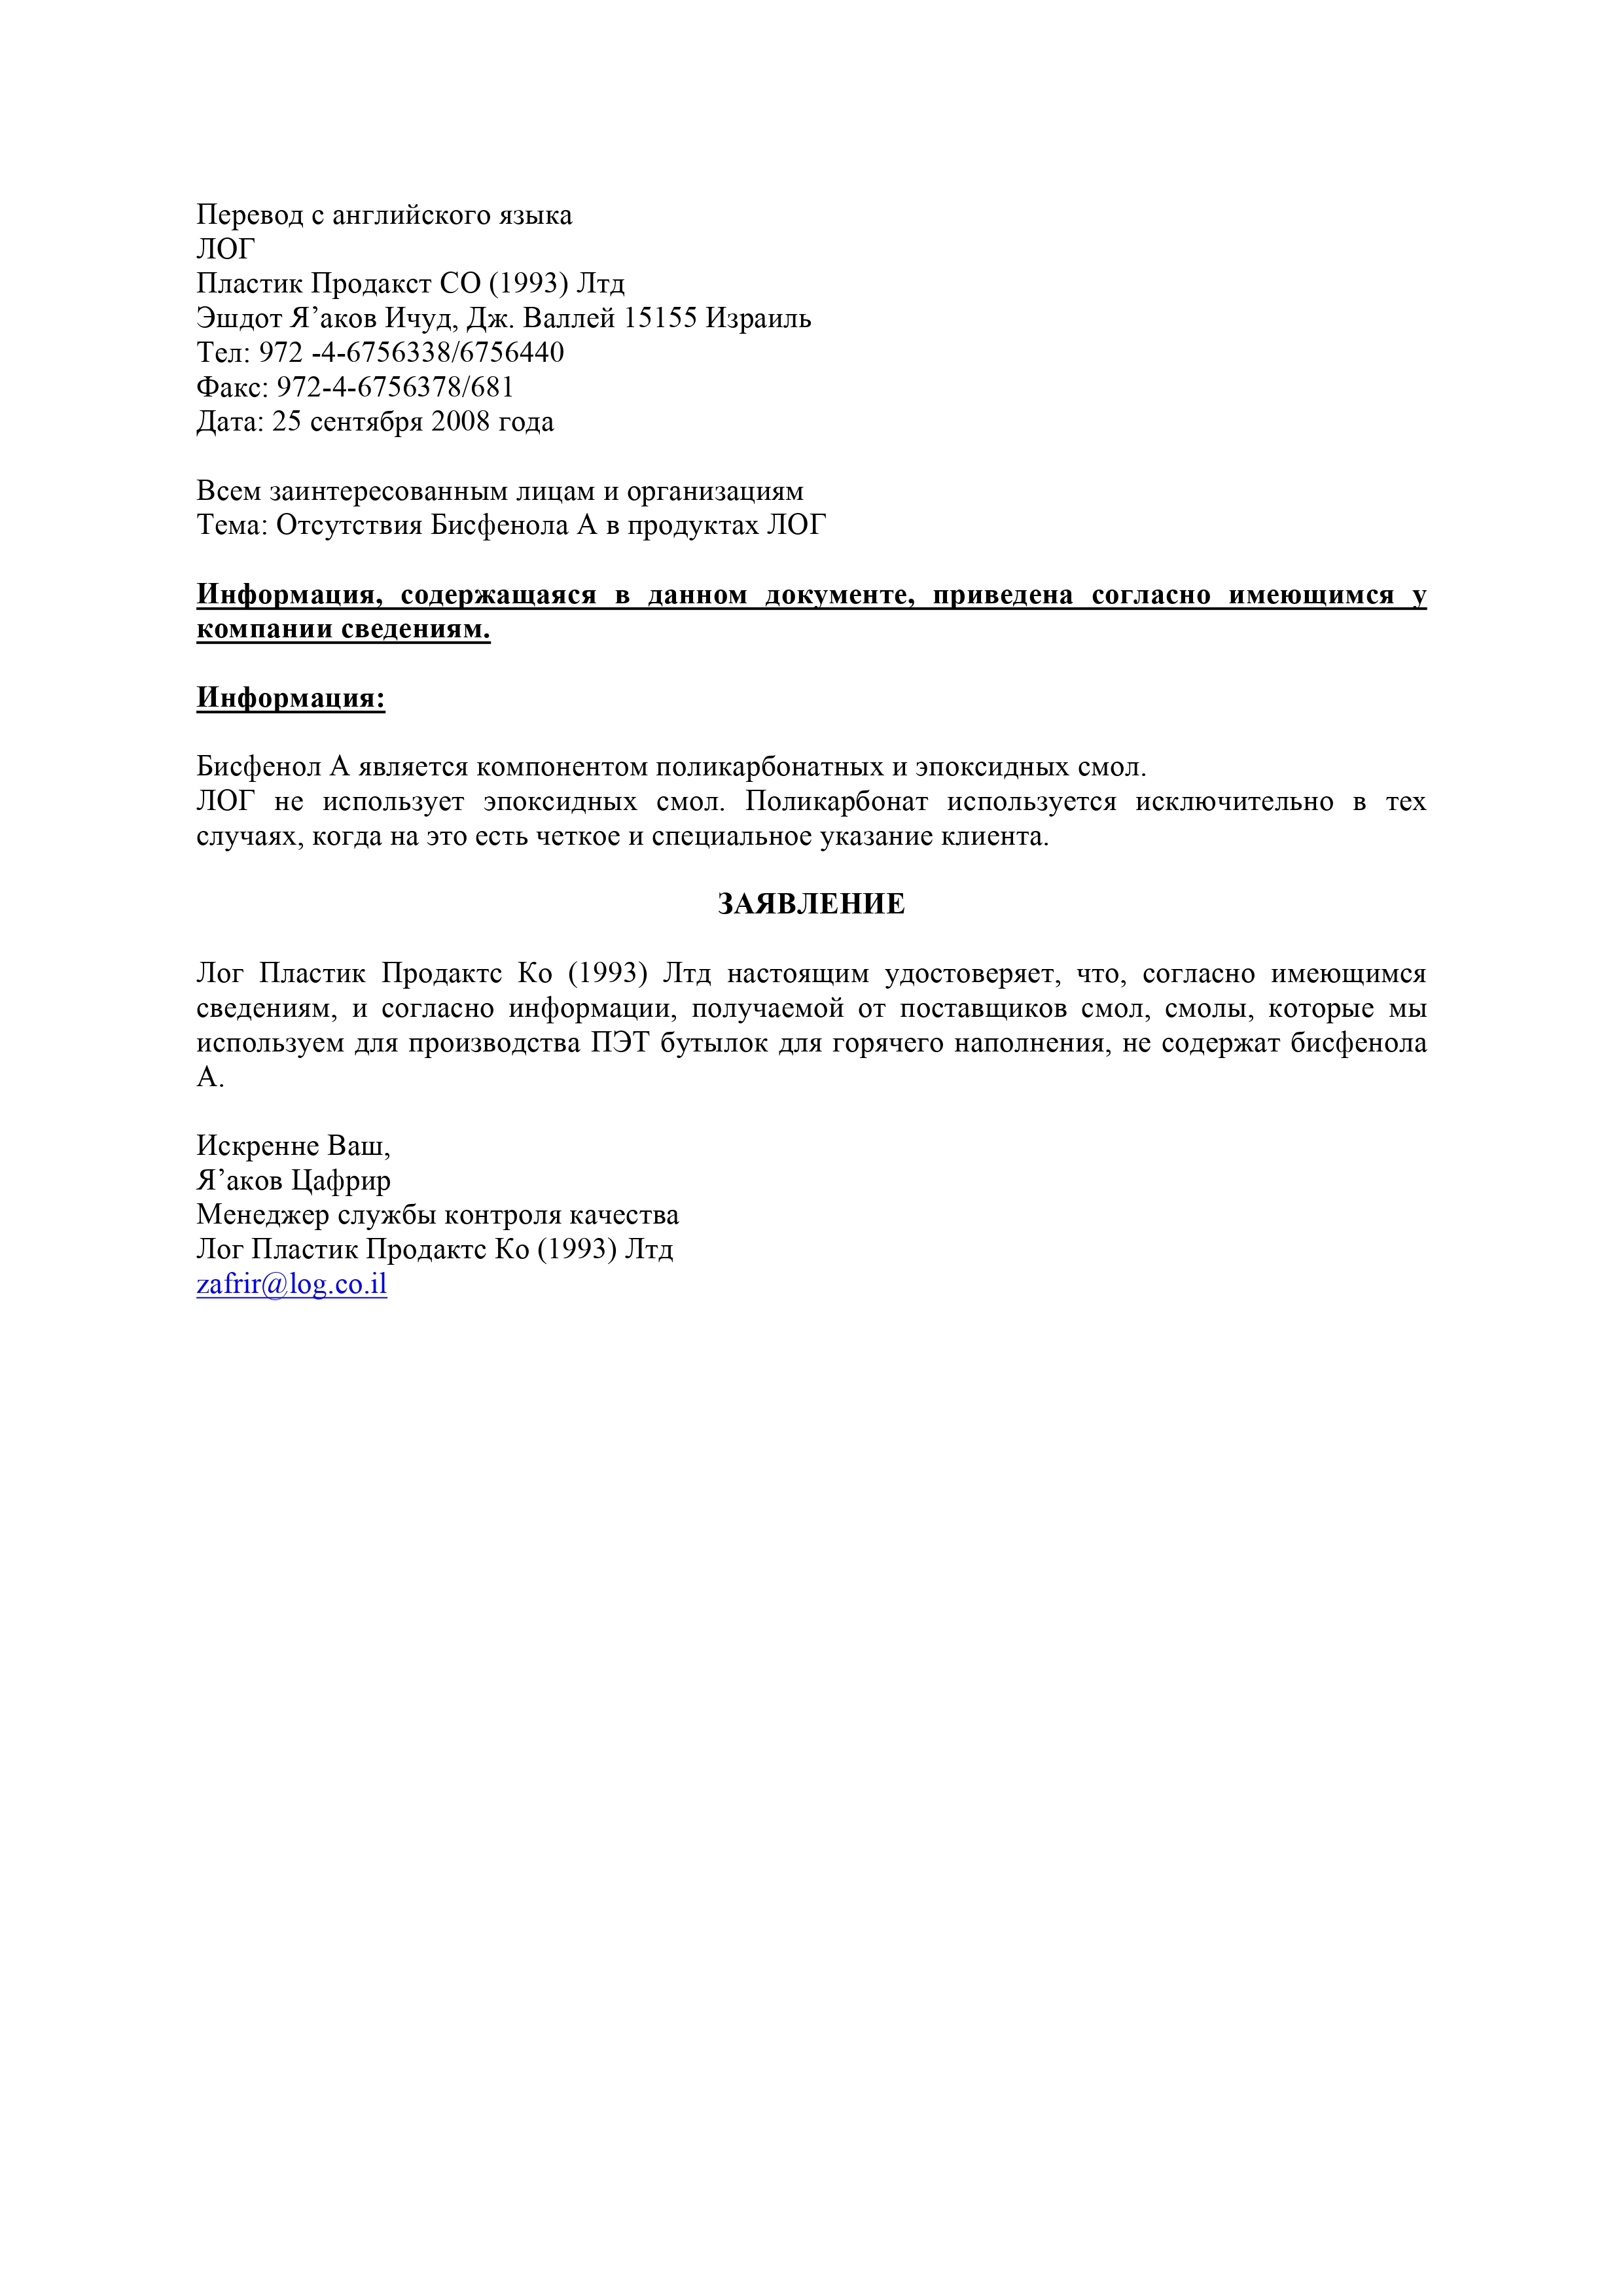 Перевод с английского языка
ЛОГ
Пластик Продакст СО (1993) Лтд
Эшдот Я’аков Ичуд, Дж. Валлей 15155 Израиль
Тел: 972 -4-6756338/6756440
Факс: 972-4-6756378/681
Дата: 25 сентября 2008 года
Всем заинтересованным лицам и организациям
Тема: Отсутствия Бисфенола А в продуктах ЛОГ
Информация, содержащаяся в данном документе, приведена согласно имеющимся у
компании сведениям.
Информация:
Бисфенол А является компонентом поликарбонатных и эпоксидных смол.
ЛОГ не использует эпоксидных смол. Поликарбонат используется исключительно в тех
случаях, когда на это есть четкое и специальное указание клиента.
ЗАЯВЛЕНИЕ
Лог Пластик Продактс Ко (1993) Лтд настоящим удостоверяет, что, согласно имеющимся
сведениям, и согласно информации, получаемой от поставщиков смол, смолы, которые мы
используем для производства ПЭТ бутылок для горячего наполнения, не содержат бисфенола
А.
Искренне Ваш,
Я’аков Цафрир
Менеджер службы контроля качества
Лог Пластик Продактс Ко (1993) Лтд
zafrir@log.co.il